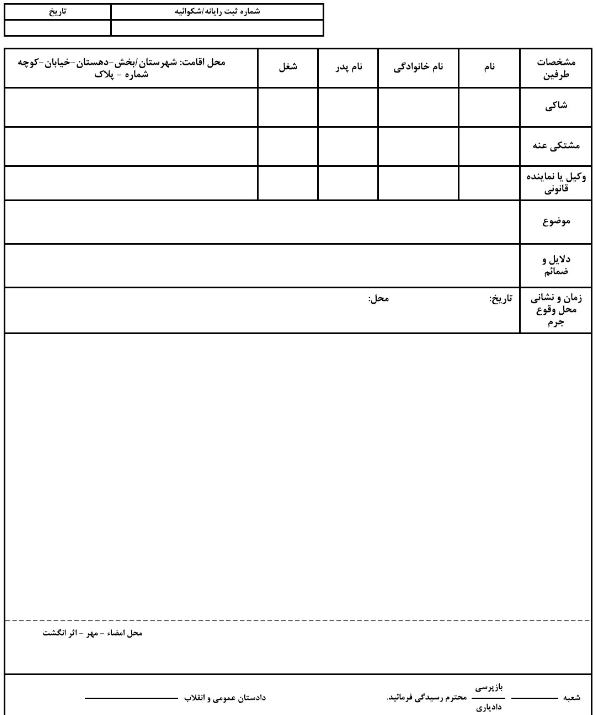 شماره ثبت رایانه/شکوائیه تاریخ
مشخصات طرفین نام نام خانوادگی نام پدر شغل محل اقامت: شهرستان/بخش-دهستان-خیابان-کوچه
شماره - پلاک
شاکی
مشتکی عنه
وکیل یا نماینده
قانونی
موضوع
دلایل و
ضمائم
زمان و نشانی
محل وقوع
جرم
تاریخ: محل:
محل امضاء - مهر - اثر انگشت
شعبه بازپرسی
دادیاری
محترم رسیدگی فرمائید. دادستان عمومی و انقلاب